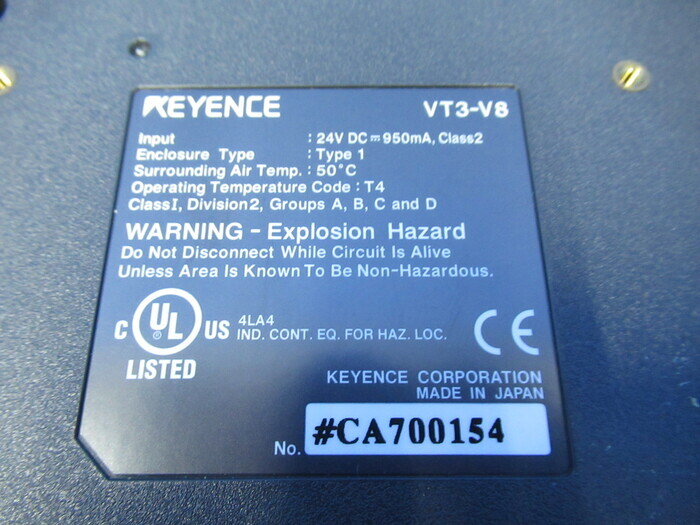 KEYENCE VT3-V8
Input : 24V DC ⎓ 950mA, Class2
Enclosure Type : Type 1
Surrounding Air Temp. : 50°C
Operating Temperature Code : T4
ClassI, Division2, Groups A, B, C and D
WARNING - Explosion Hazard
Do Not Disconnect While Circuit Is Alive
Unless Area Is Known To Be Non-Hazardous.
C UL ® US 4LA4
IND. CONT. EQ. FOR HAZ. LOC. CE
LISTED
KEYENCE CORPORATION
MADE IN JAPAN
No. #CA700154